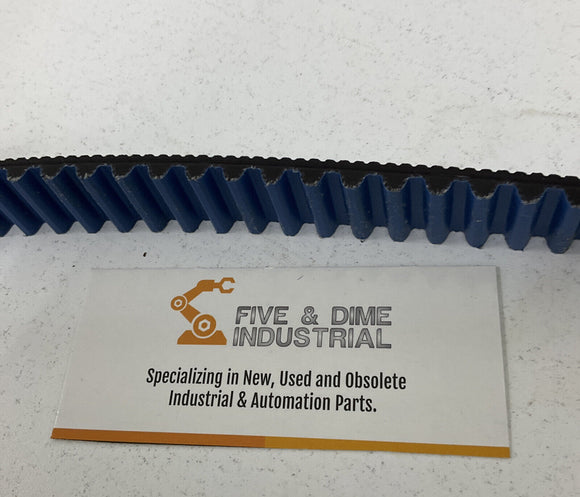 FIVE & DIME
INDUSTRIAL
Specializing in New, Used and Obsolete
Industrial & Automation Parts.